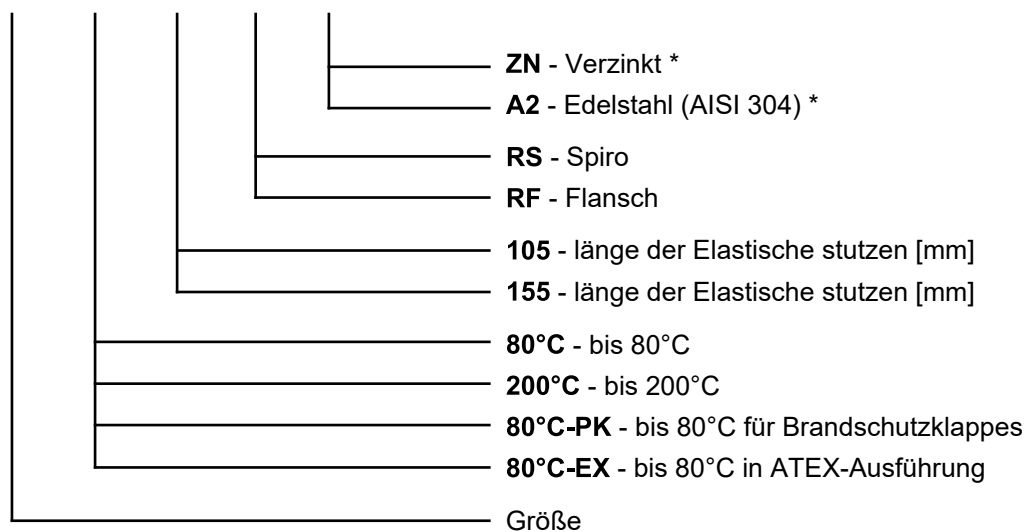 ZN - Verzinkt *
A2 - Edelstahl (AISI 304) *
RS - Spiro
RF - Flansch
105 - länge der Elastische stutzen [mm]
155 - länge der Elastische stutzen [mm]
80°C - bis 80°C
200°C - bis 200°C
80°C-PK - bis 80°C für Brandschutzklappes
80°C-EX - bis 80°C in ATEX-Ausführung
Größe